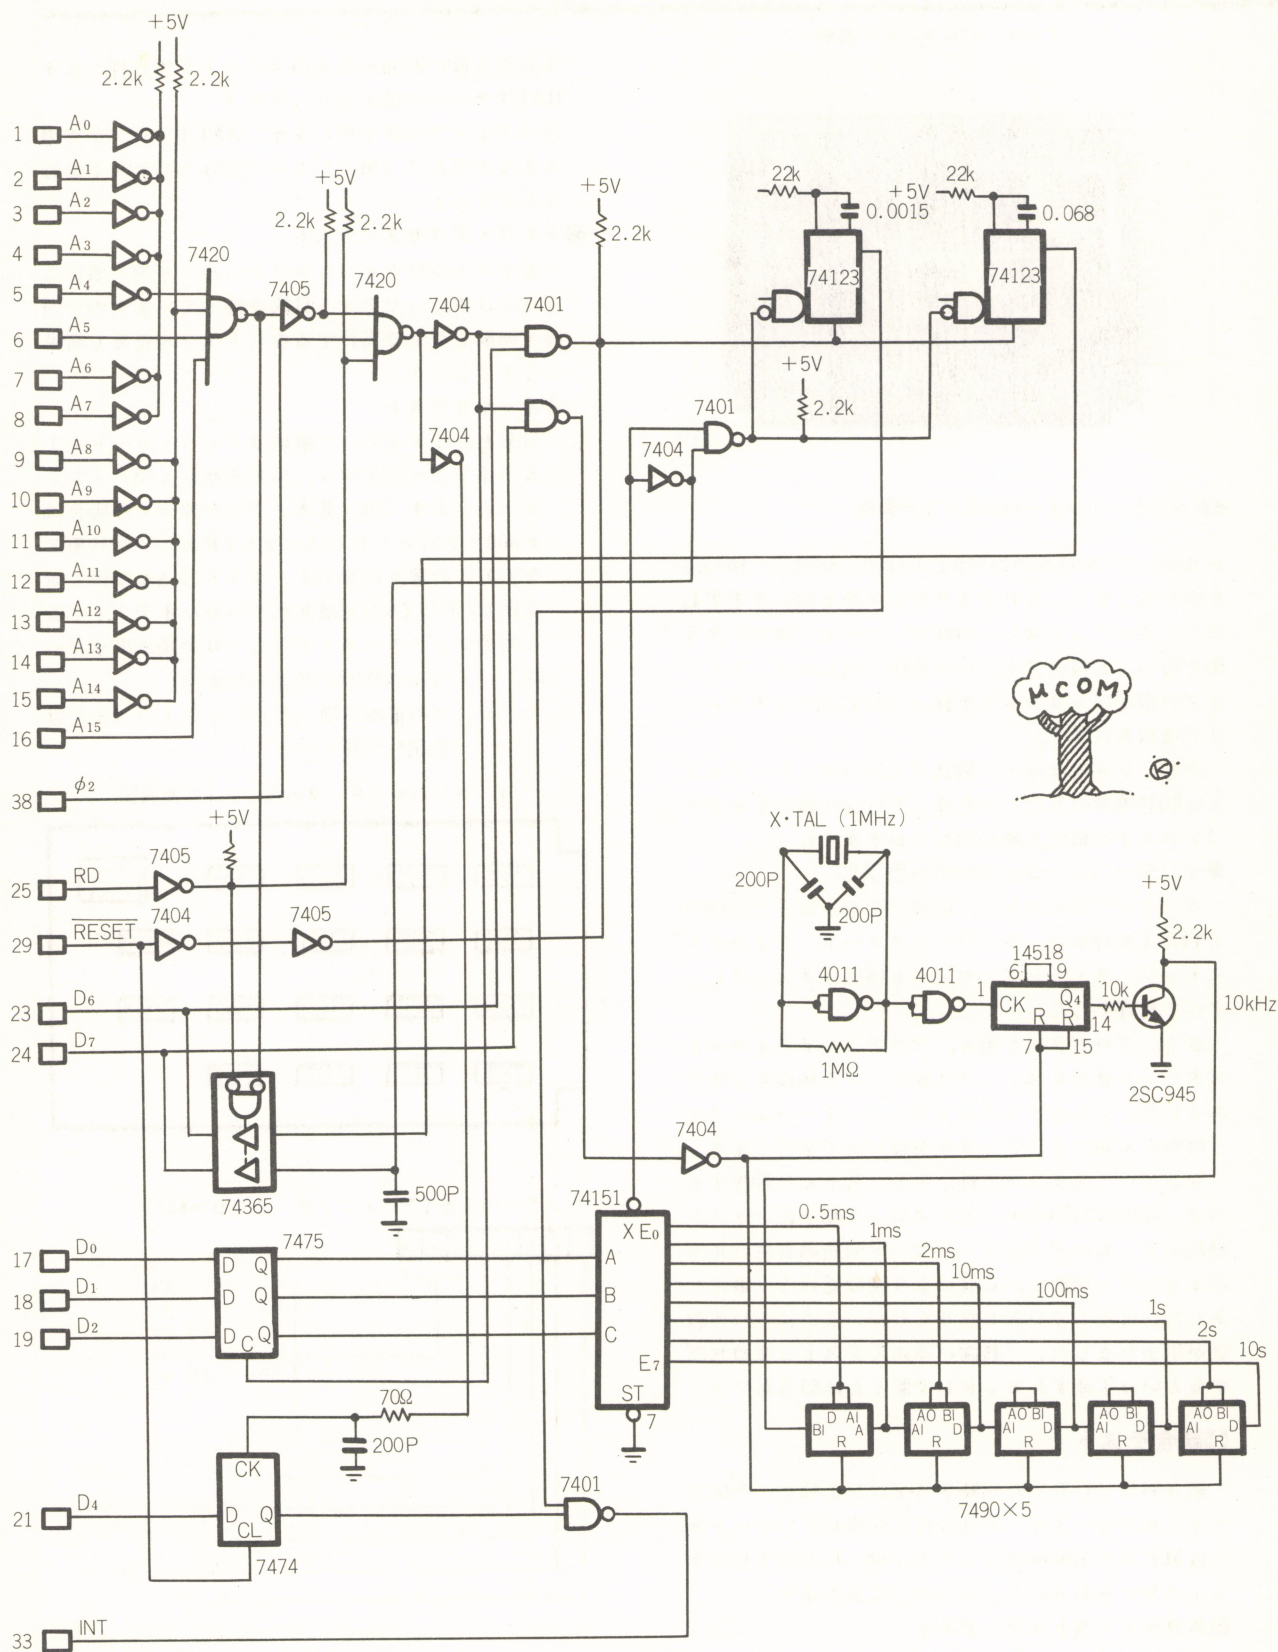 +5V
2.2k 2.2k
1 A0
2 A1
3 A2
4 A3
5 A4
6 A5
7 A6
8 A7
9 A8
10 A9
11 A10
12 A11
13 A12
14 A13
15 A14
16 A15
38 φ2
7420
7405
+5V
2.2k 2.2k
7420
7404
7401
+5V
2.2k
7404
22k
0.0015
74123
+5V
22k
0.068
74123
+5V
2.2k
7401
7404
μCOM
K
+5V
7405
25 RD
7404
7405
29 RESET
23 D6
24 D7
74365
500P
X・TAL (1MHz)
200P
200P
4011
4011
1MΩ
14518
6 9
1 CK Q4
R R 14
7 15
10k
+5V
2.2k
10kHz
2SC945
7404
7475
17 D0 D Q
18 D1 D Q
19 D2 D Q
C
74151
X E0
A
B
C
E7
ST
7
0.5ms
1ms
2ms
10ms
100ms
1s
2s
10s
D AI
BI A
R
AO BI
AI D
R
AO BI
AI D
R
AO BI
AI D
R
AO BI
AI D
R
7490×5
70Ω
200P
CK
21 D4 D Q
CL
7474
7401
33 INT